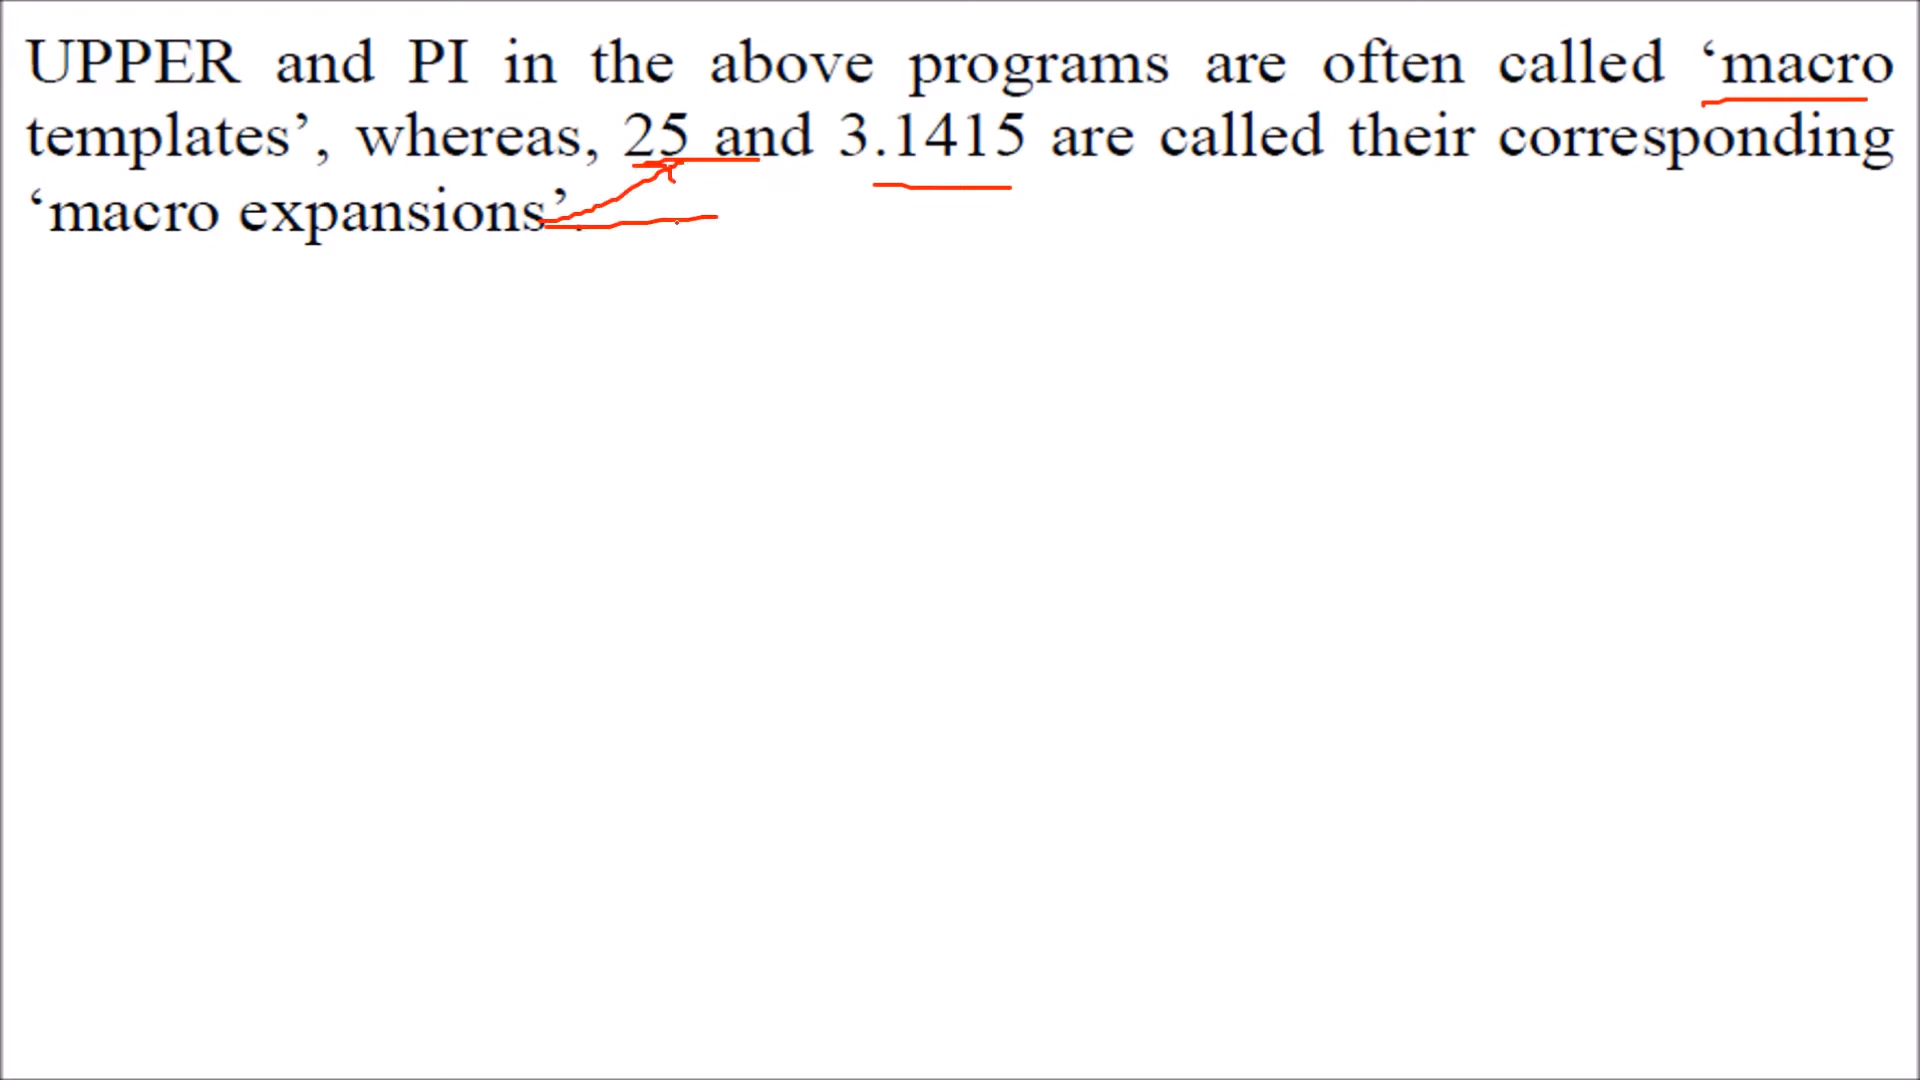 UPPER and PI in the above programs are often called ‘macro
templates’, whereas, 25 and 3.1415 are called their corresponding
‘macro expansions’.